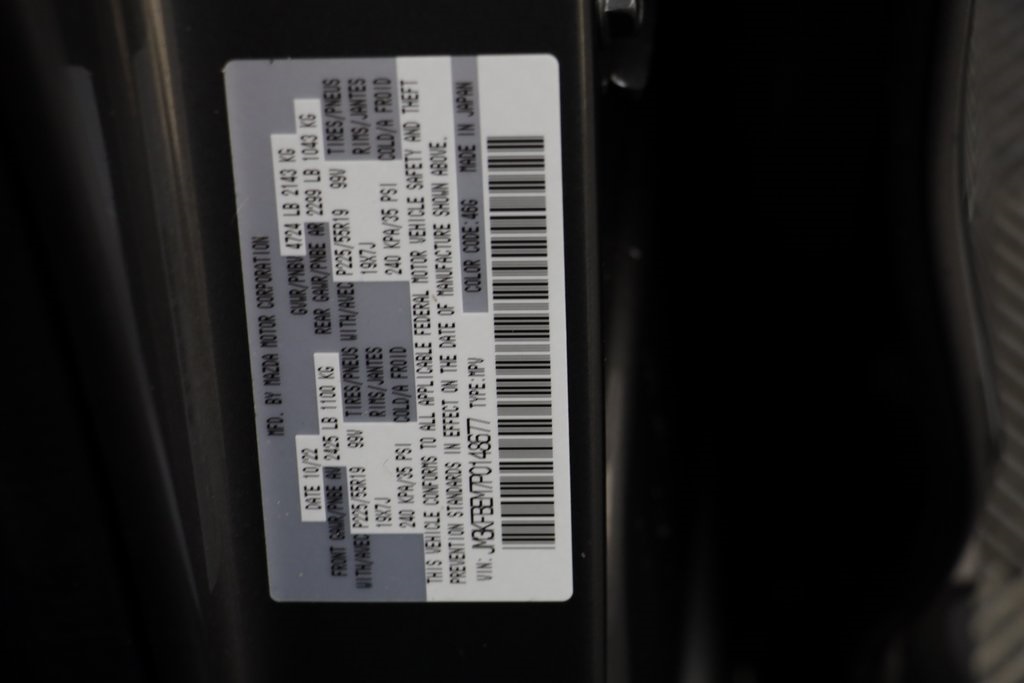 MFD. BY MAZDA MOTOR CORPORATION
DATE 10/22 GVWR/PNBV 4724 LB 2143 KG
FRONT GAWR/PNBE AV 2425 LB 1100 KG REAR GAWR/PNBE AR 2299 LB 1043 KG
WITH/AVEC P225/55R19 99V TIRES/PNEUS WITH/AVEC P225/55R19 99V TIRES/PNEUS
19X7J RIMS/JANTES 19X7J RIMS/JANTES
240 KPA/35 PSI COLD/A FROID 240 KPA/35 PSI COLD/A FROID
THIS VEHICLE CONFORMS TO ALL APPLICABLE FEDERAL MOTOR VEHICLE SAFETY AND THEFT
PREVENTION STANDARDS IN EFFECT ON THE DATE OF MANUFACTURE SHOWN ABOVE.
VIN: JM3KFBEM7P0148677 TYPE:MPV COLOR CODE:46G MADE IN JAPAN